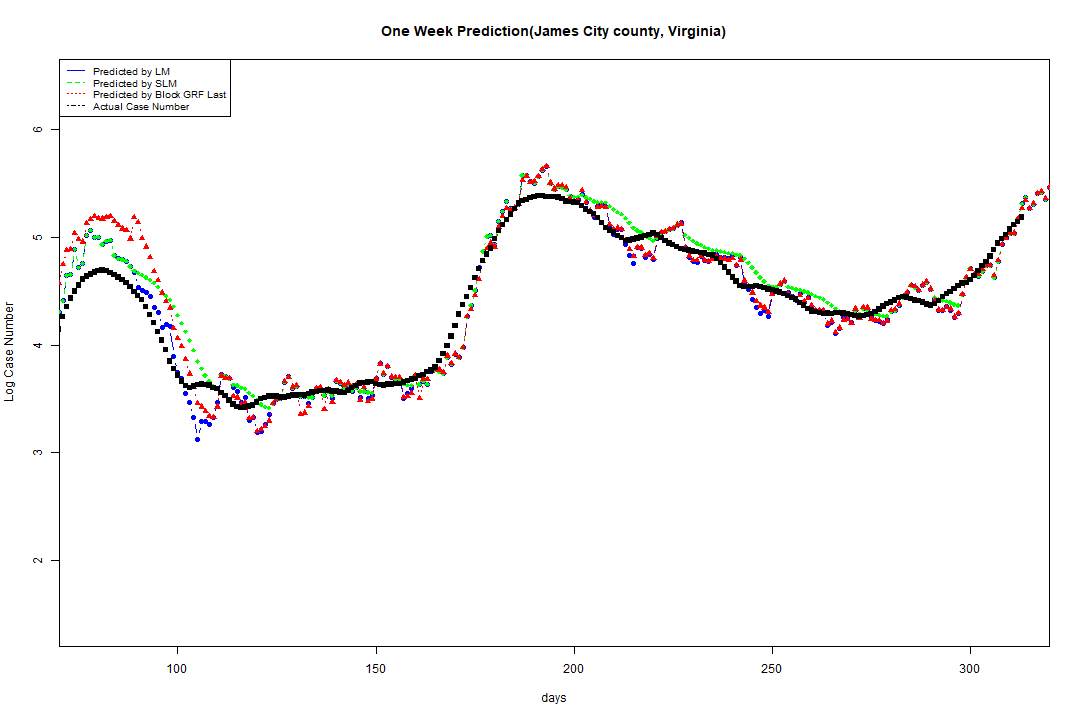 One Week Prediction(James City county, Virginia)
Predicted by LM
Predicted by SLM
Predicted by Block GRF Last
Actual Case Number
6
5
4
3
2
Log Case Number
100 150 200 250 300
days